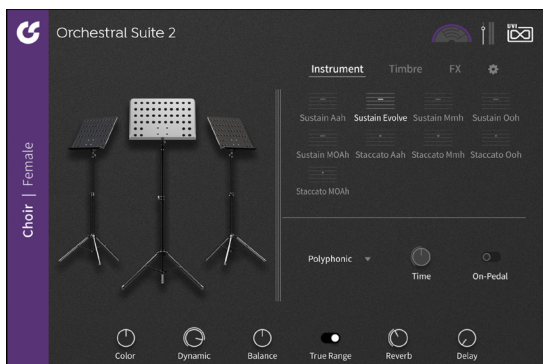 Orchestral Suite 2
UVI
Instrument Timbre FX
Sustain Aah Sustain Evolve Sustain Mmh Sustain Ooh
Sustain MOAh Staccato Aah Staccato Mmh Staccato Ooh
Staccato MOAh
Choir | Female
Polyphonic
Time On-Pedal
Color Dynamic Balance True Range Reverb Delay